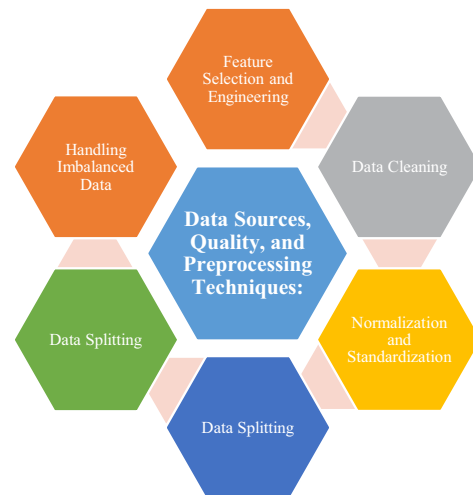 Feature
Selection and
Engineering
Handling
Imbalanced
Data
Data Cleaning
Data Sources,
Quality, and
Preprocessing
Techniques:
Data Splitting
Normalization
and
Standardization
Data Splitting